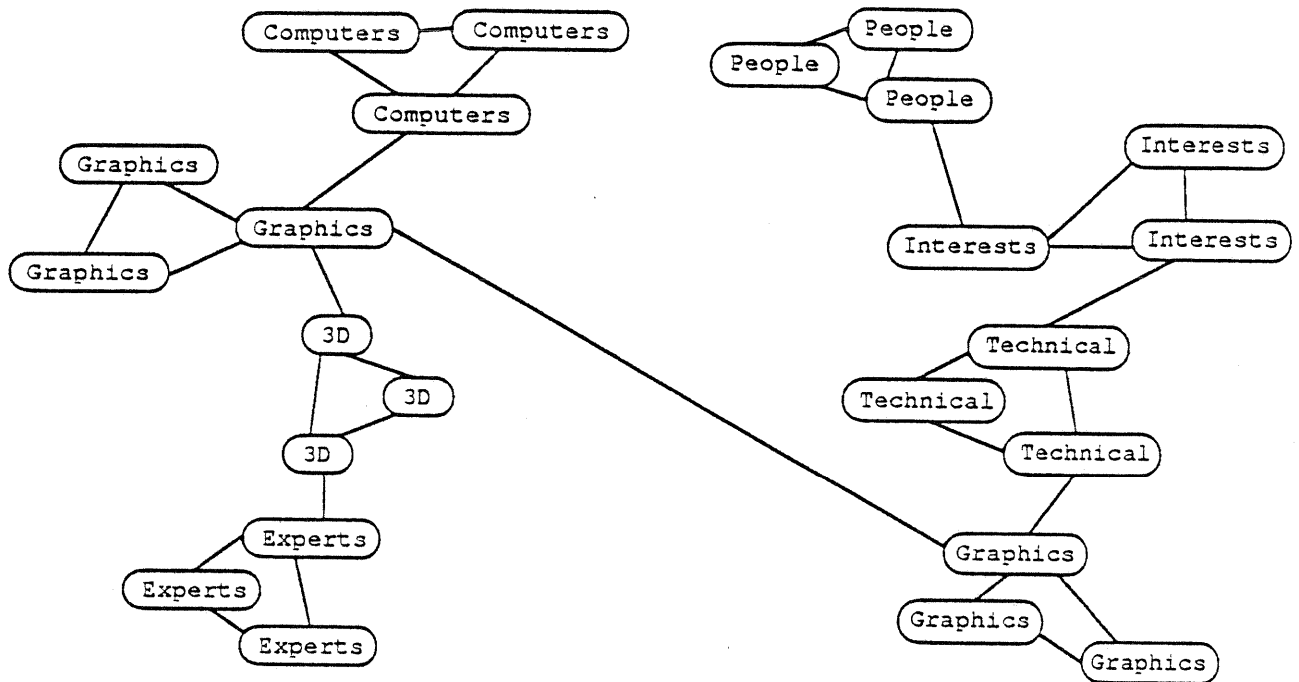 Computers
Computers
Computers
Graphics
Graphics
Graphics
3D
3D
3D
Experts
Experts
Experts
People
People
People
Interests
Interests
Interests
Technical
Technical
Technical
Graphics
Graphics
Graphics